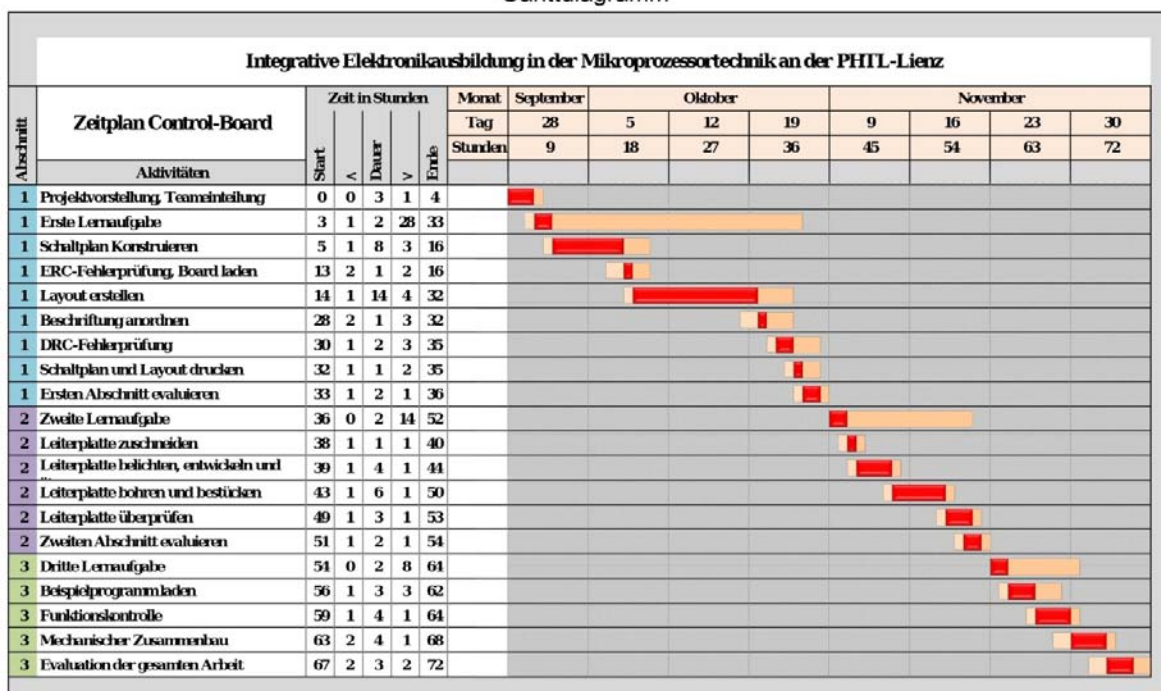 Ganttdiagramm
Integrative Elektronikausbildung in der Mikroprozessortechnik an der PHTL-Lienz
Abschnitt Zeitplan Control-Board Zeit in Stunden Monat September Oktober November
Tag 28 5 12 19 9 16 23 30
Stunden 9 18 27 36 45 54 63 72
Aktivitäten Start < Dauer > Ende
1 Projektvorstellung, Teameinteilung 0 0 3 1 4
1 Erste Lernaufgabe 3 1 2 28 33
1 Schaltplan Konstruieren 5 1 8 3 16
1 ERC-Fehlerprüfung, Board laden 13 2 1 2 16
1 Layout erstellen 14 1 14 4 32
1 Beschriftung anordnen 28 2 1 3 32
1 DRC-Fehlerprüfung 30 1 2 3 35
1 Schaltplan und Layout drucken 32 1 1 2 35
1 Ersten Abschnitt evaluieren 33 1 2 1 36
2 Zweite Lernaufgabe 36 0 2 14 52
2 Leiterplatte zuschneiden 38 1 1 1 40
2 Leiterplatte belichten, entwickeln und 39 1 4 1 44
2 Leiterplatte bohren und bestücken 43 1 6 1 50
2 Leiterplatte überprüfen 49 1 3 1 53
2 Zweiten Abschnitt evaluieren 51 1 2 1 54
3 Dritte Lernaufgabe 54 0 2 8 64
3 Beispielprogramm laden 56 1 3 3 62
3 Funktionskontrolle 59 1 4 1 64
3 Mechanischer Zusammenbau 63 2 4 1 68
3 Evaluation der gesamten Arbeit 67 2 3 2 72